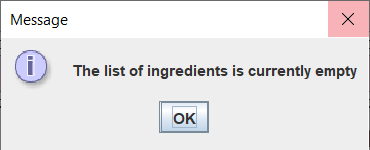 Message
The list of ingredients is currently empty
OK